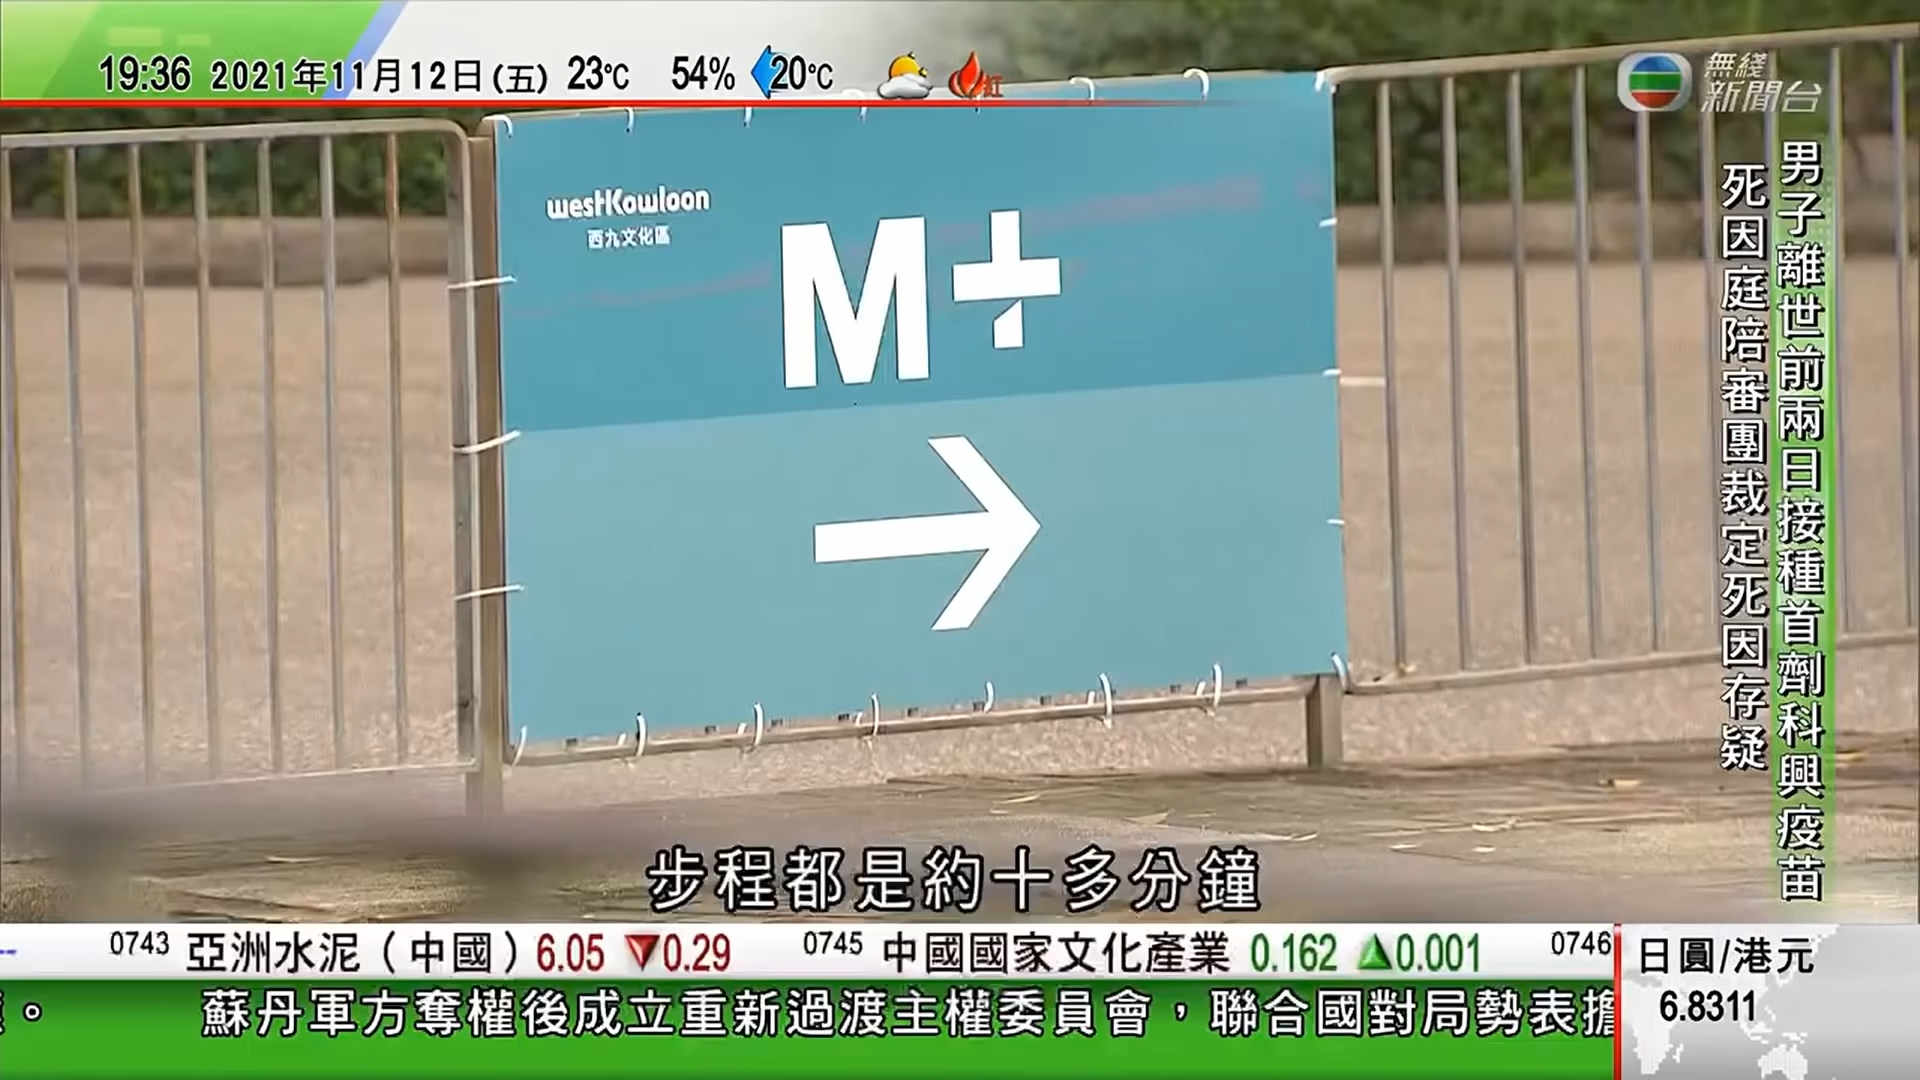 19:36 2021年11月12日(五) 23℃ 54% 20℃ 紅
無綫
新聞台
westKowloon
西九文化區
M+
男子離世前兩日接種首劑科興疫苗
死因庭陪審團裁定死因存疑
步程都是約十多分鐘
0743 亞洲水泥(中國) 6.05 ▼0.29 0745 中國國家文化產業 0.162 ▲0.001 0746
日圓/港元
6.8311
。 蘇丹軍方奪權後成立重新過渡主權委員會，聯合國對局勢表擔